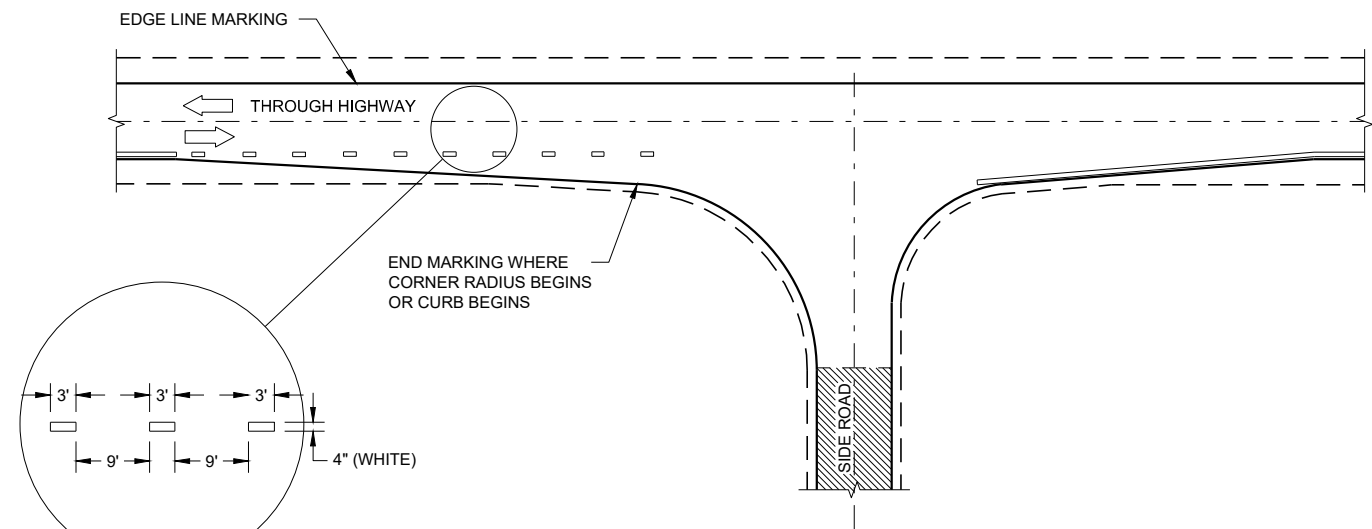 EDGE LINE MARKING
THROUGH HIGHWAY
END MARKING WHERE
CORNER RADIUS BEGINS
OR CURB BEGINS
SIDE ROAD
3' 3' 3'
9' 9'
4" (WHITE)